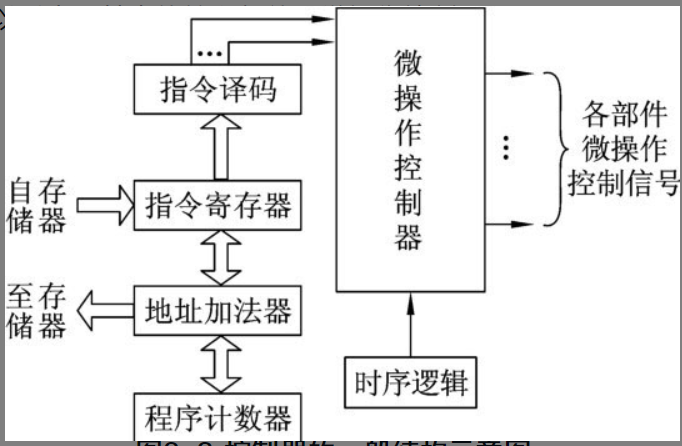 指令译码
微操作控制器
各部件
微操作
控制信号
自存
储器
指令寄存器
至存
储器
地址加法器
时序逻辑
程序计数器